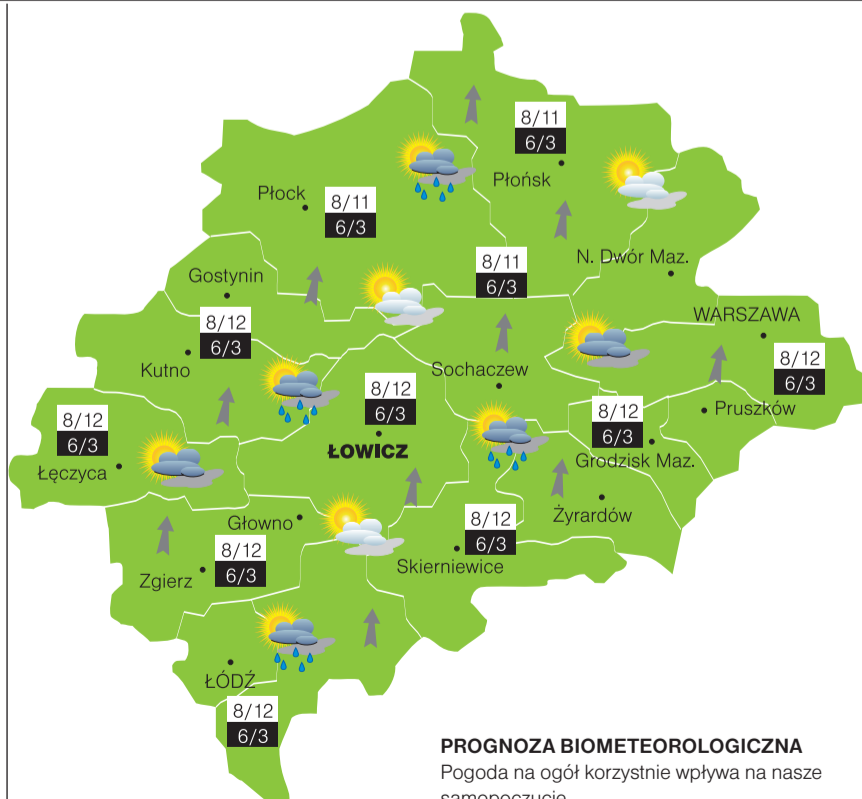 8/11
6/3
Płońsk
Płock
8/11
6/3
N. Dwór Maz.
8/11
6/3
Gostynin
WARSZAWA
8/12
6/3
Kutno
Sochaczew
8/12
6/3
8/12
6/3
Pruszków
8/12
6/3
8/12
6/3
ŁOWICZ
Grodzisk Maz.
Łęczyca
Żyrardów
Głowno
8/12
6/3
Skierniewice
8/12
6/3
Zgierz
ŁÓDŹ
8/12
6/3
PROGNOZA BIOMETEOROLOGICZNA
Pogoda na ogół korzystnie wpływa na nasze
samopoczucie